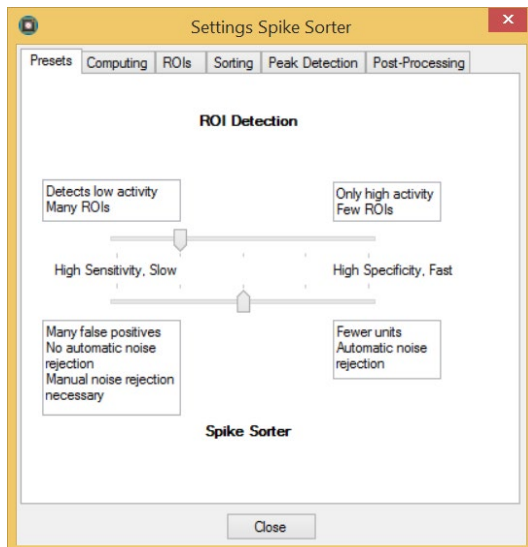 Settings Spike Sorter
Presets Computing ROIs Sorting Peak Detection Post-Processing
ROI Detection
Detects low activity
Many ROIs
Only high activity
Few ROIs
High Sensitivity, Slow
High Specificity, Fast
Many false positives
No automatic noise
rejection
Manual noise rejection
necessary
Fewer units
Automatic noise
rejection
Spike Sorter
Close